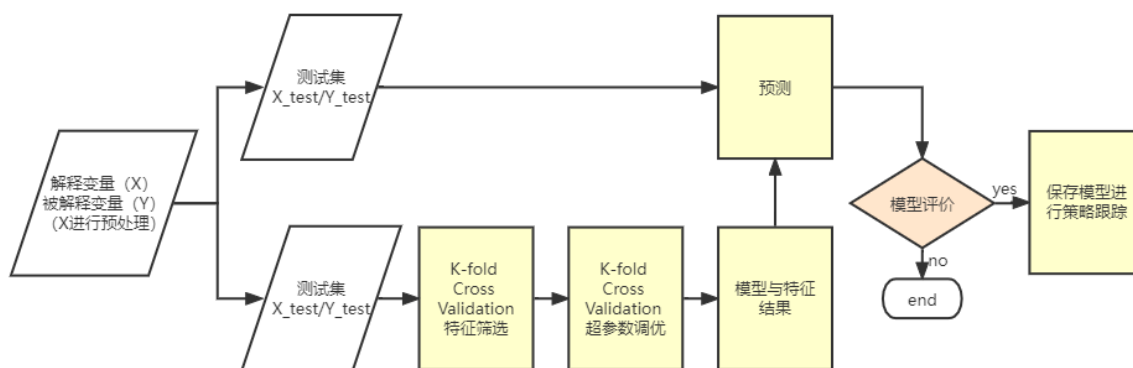 解释变量（X）
被解释变量（Y）
（X进行预处理）
测试集
X_test/Y_test
预测
测试集
X_test/Y_test
K-fold
Cross
Validation
特征筛选
K-fold
Cross
Validation
超参数调优
模型与特征
结果
模型评价
yes
no
end
保存模型进
行策略跟踪